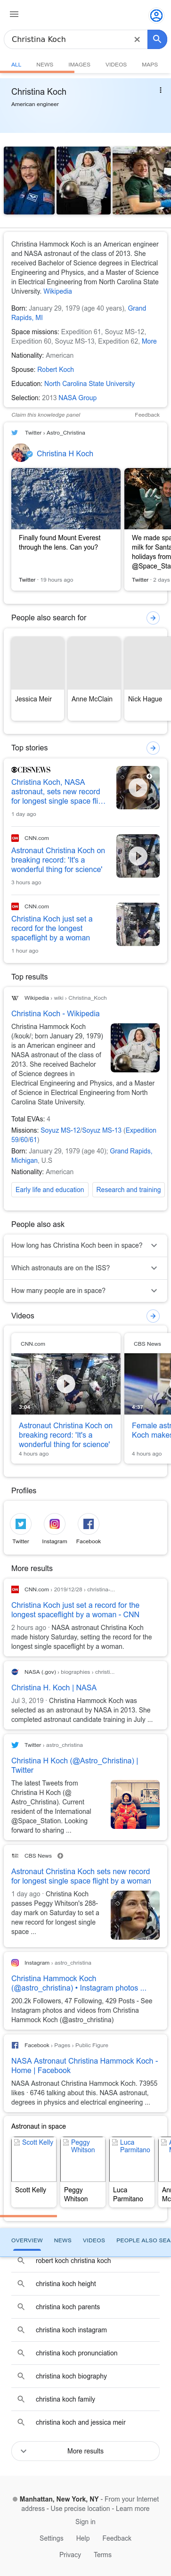 Christina Koch
ALL NEWS IMAGES VIDEOS MAPS
Christina Koch
American engineer
Christina Hammock Koch is an American engineer
and NASA astronaut of the class of 2013. She
received Bachelor of Science degrees in Electrical
Engineering and Physics, and a Master of Science
in Electrical Engineering from North Carolina State
University. Wikipedia
Born: January 29, 1979 (age 40 years), Grand
Rapids, MI
Space missions: Expedition 61, Soyuz MS-12,
Expedition 60, Soyuz MS-13, Expedition 62, More
Nationality: American
Spouse: Robert Koch
Education: North Carolina State University
Selection: 2013 NASA Group
Claim this knowledge panel Feedback
Twitter › Astro_Christina
Christina H Koch
Finally found Mount Everest
through the lens. Can you?
Twitter · 19 hours ago
We made spa
milk for Santa
holidays from
@Space_Sta
Twitter · 2 days
People also search for
Jessica Meir
Anne McClain
Nick Hague
Top stories
CBSNEWS
Christina Koch, NASA
astronaut, sets new record
for longest single space fli...
1 day ago
CNN.com
Astronaut Christina Koch on
breaking record: 'It's a
wonderful thing for science'
3 hours ago
CNN.com
Christina Koch just set a
record for the longest
spaceflight by a woman
1 hour ago
Top results
W Wikipedia › wiki › Christina_Koch
Christina Koch - Wikipedia
Christina Hammock Koch
(/kʊk/; born January 29, 1979)
is an American engineer and
NASA astronaut of the class of
2013. She received Bachelor
of Science degrees in
Electrical Engineering and Physics, and a Master
of Science in Electrical Engineering from North
Carolina State University.
Total EVAs: 4
Missions: Soyuz MS-12/Soyuz MS-13 (Expedition
59/60/61)
Born: January 29, 1979 (age 40); Grand Rapids,
Michigan, U.S
Nationality: American
Early life and education
Research and training
People also ask
How long has Christina Koch been in space?
Which astronauts are on the ISS?
How many people are in space?
Videos
CNN.com
3:04
Astronaut Christina Koch on
breaking record: 'It's a
wonderful thing for science'
4 hours ago
CBS News
4:57
Female astr
Koch makes
4 hours ago
Profiles
Twitter Instagram Facebook
More results
CNN.com › 2019/12/28 › christina-...
Christina Koch just set a record for the
longest spaceflight by a woman - CNN
2 hours ago · NASA astronaut Christina Koch
made history Saturday, setting the record for the
longest single spaceflight by a woman.
NASA (.gov) › biographies › christi...
Christina H. Koch | NASA
Jul 3, 2019 · Christina Hammock Koch was
selected as an astronaut by NASA in 2013. She
completed astronaut candidate training in July ...
Twitter › astro_christina
Christina H Koch (@Astro_Christina) |
Twitter
The latest Tweets from
Christina H Koch (@
Astro_Christina). Current
resident of the International
@Space_Station. Looking
forward to sharing ...
CBS News
Astronaut Christina Koch sets new record
for longest single space flight by a woman
1 day ago · Christina Koch
passes Peggy Whitson's 288-
day mark on Saturday to set a
new record for longest single
space ...
Instagram › astro_christina
Christina Hammock Koch
(@astro_christina) • Instagram photos ...
200.2k Followers, 47 Following, 429 Posts - See
Instagram photos and videos from Christina
Hammock Koch (@astro_christina)
Facebook › Pages › Public Figure
NASA Astronaut Christina Hammock Koch -
Home | Facebook
NASA Astronaut Christina Hammock Koch. 73955
likes · 6746 talking about this. NASA astronaut,
degrees in physics and electrical engineering ...
Astronaut in space
Scott Kelly
Scott Kelly
Peggy
Whitson
Peggy
Whitson
Luca
Parmitano
Luca
Parmitano
OVERVIEW NEWS VIDEOS PEOPLE ALSO SEA
robert koch christina koch
christina koch height
christina koch parents
christina koch instagram
christina koch pronunciation
christina koch biography
christina koch family
christina koch and jessica meir
More results
Manhattan, New York, NY - From your Internet
address - Use precise location - Learn more
Sign in
Settings Help Feedback
Privacy Terms